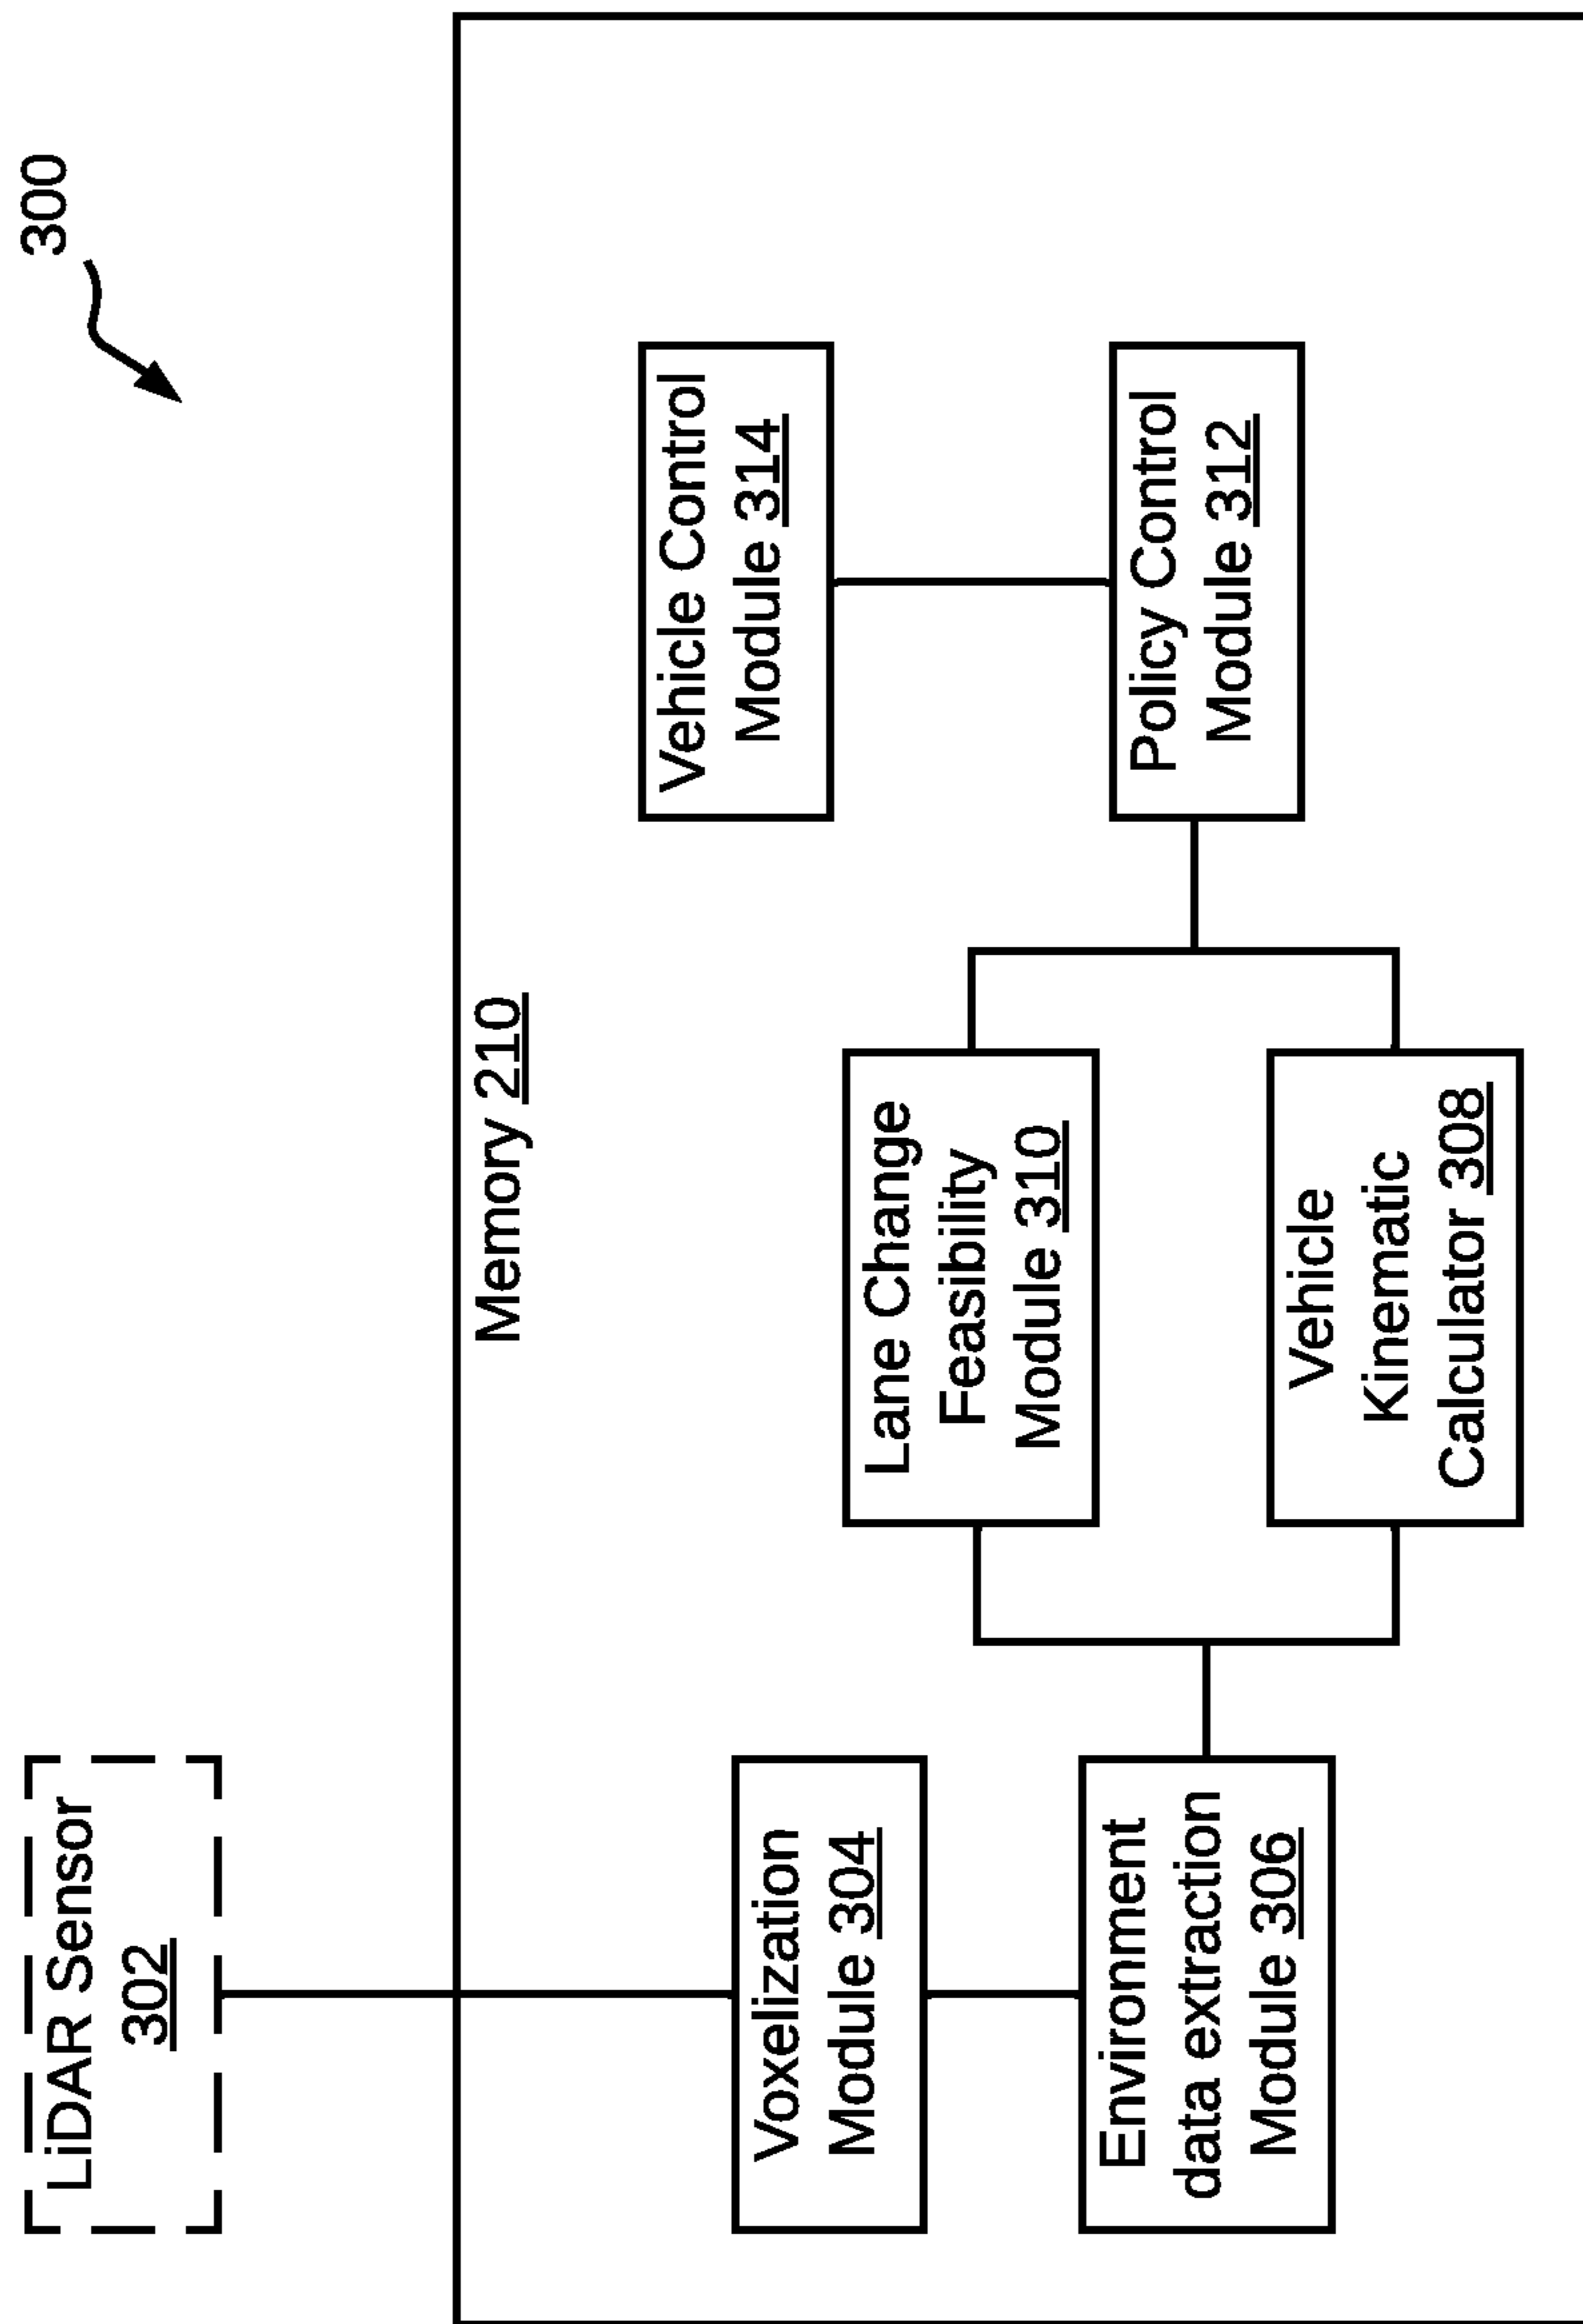 300
LiDAR Sensor
302
Memory 210
Voxelization
Module 304
Environment
data extraction
Module 306
Lane Change
Feasibility
Module 310
Vehicle
Kinematic
Calculator 308
Vehicle Control
Module 314
Policy Control
Module 312